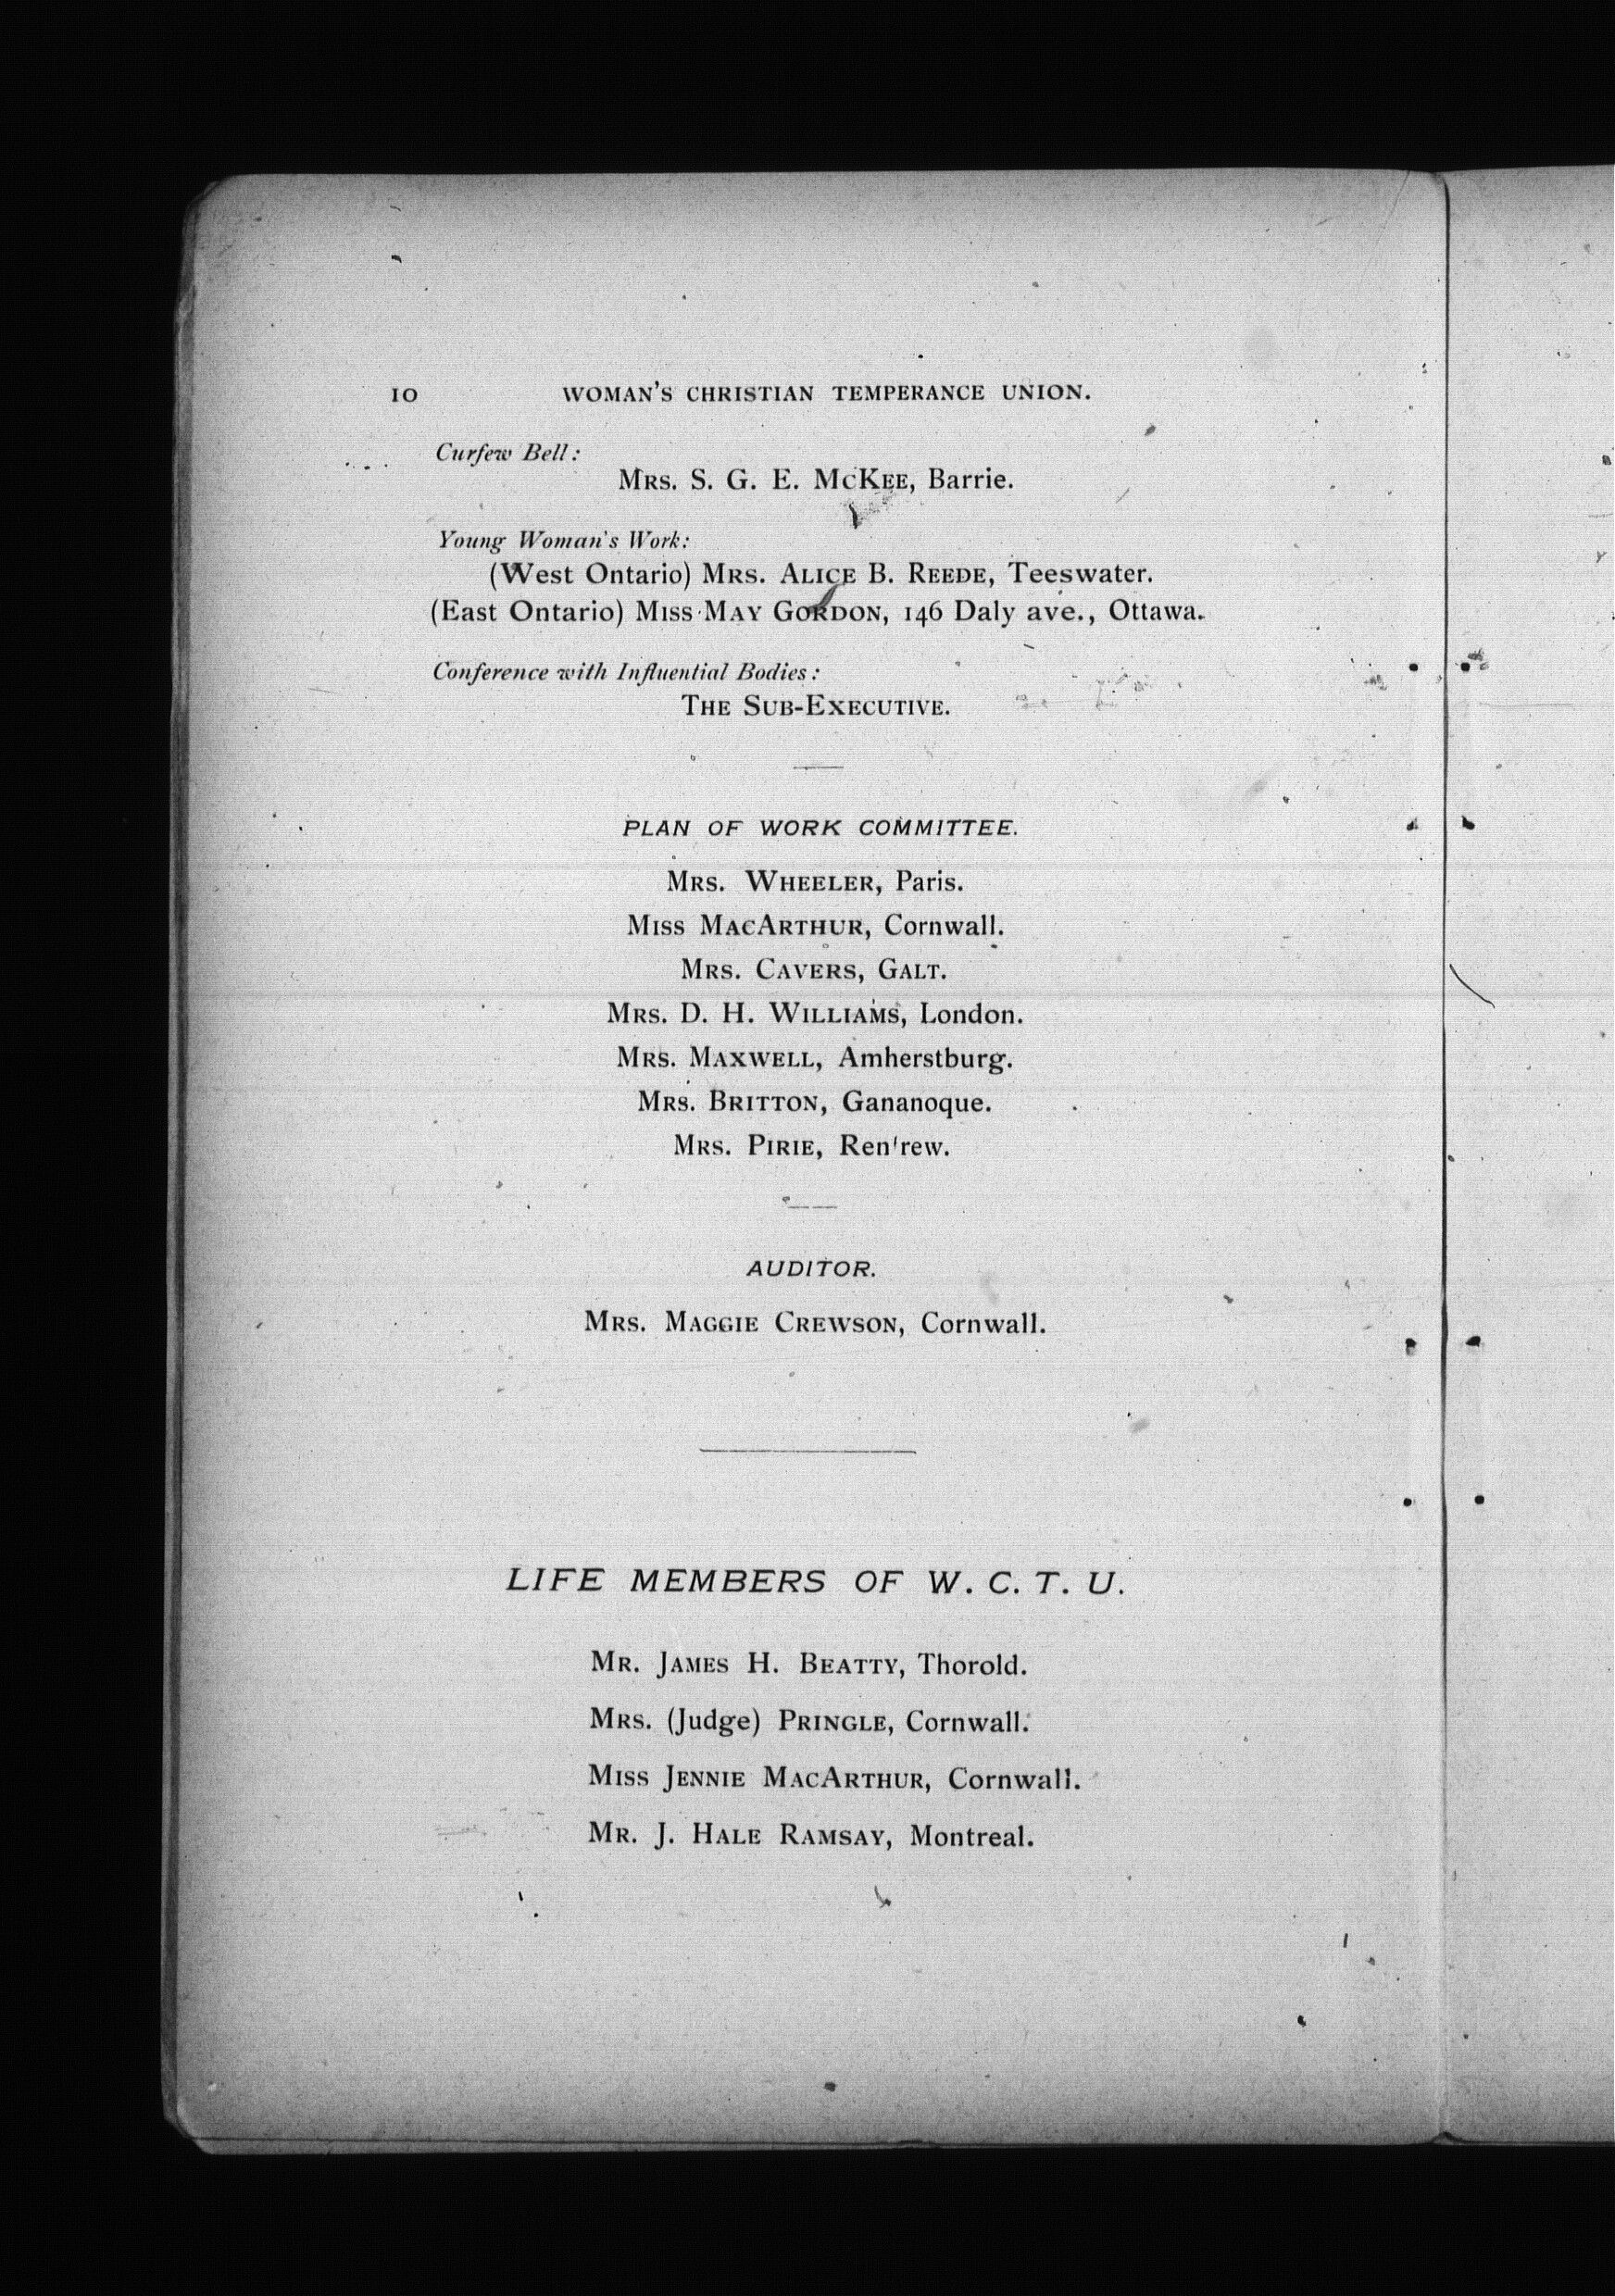 10 WOMAN'S CHRISTIAN TEMPERANCE UNION.
Curfew Bell:
MRS. S. G. E. MCKEE, Barrie.
Young Woman's Work:
(West Ontario) MRS. ALICE B. REEDE, Teeswater.
(East Ontario) MISS MAY GORDON, 146 Daly ave., Ottawa.
Conference with Influential Bodies:
THE SUB-EXECUTIVE.
PLAN OF WORK COMMITTEE.
MRS. WHEELER, Paris.
MISS MACARTHUR, Cornwall.
MRS. CAVERS, GALT.
MRS. D. H. WILLIAMS, London.
MRS. MAXWELL, Amherstburg.
MRS. BRITTON, Gananoque.
MRS. PIRIE, Ren'rew.
AUDITOR.
MRS. MAGGIE CREWSON, Cornwall.
LIFE MEMBERS OF W. C. T. U.
MR. JAMES H. BEATTY, Thorold.
MRS. (Judge) PRINGLE, Cornwall.
MISS JENNIE MACARTHUR, Cornwall.
MR. J. HALE RAMSAY, Montreal.